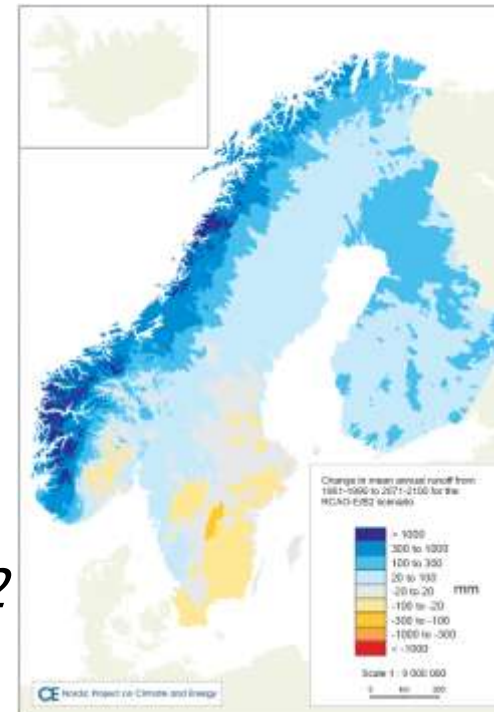 Change in mean annual runoff from
1961-1990 to 2071-2100 for the
RCAO-E/B2 scenario
> 1000
300 to 1000
100 to 300
20 to 100
-20 to 20
-100 to -20
-300 to -100
-1000 to -300
< -1000
mm
Scale 1 : 9 000 000
0
2
CE Nordic Project on Climate and Energy